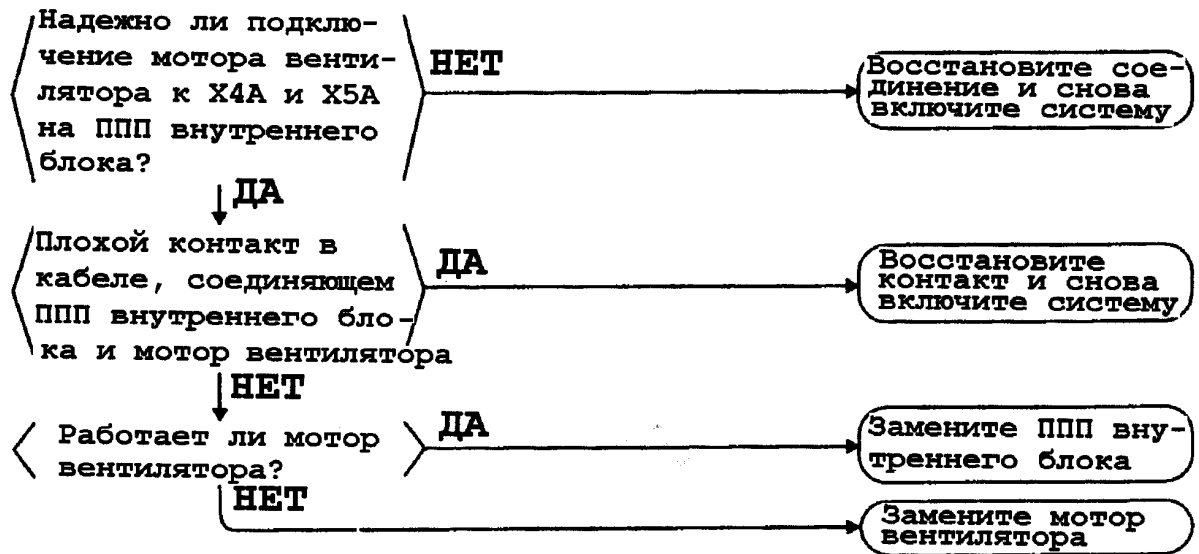 Надежно ли подклю-
чение мотора венти-
лятора к X4A и X5A
на ППП внутреннего
блока?
НЕТ
Восстановите сое-
динение и снова
включите систему
ДА
Плохой контакт в
кабеле, соединяющем
ППП внутреннего бло-
ка и мотор вентилятора
ДА
Восстановите
контакт и снова
включите систему
НЕТ
Работает ли мотор
вентилятора?
ДА
Замените ППП вну-
треннего блока
НЕТ
Замените мотор
вентилятора